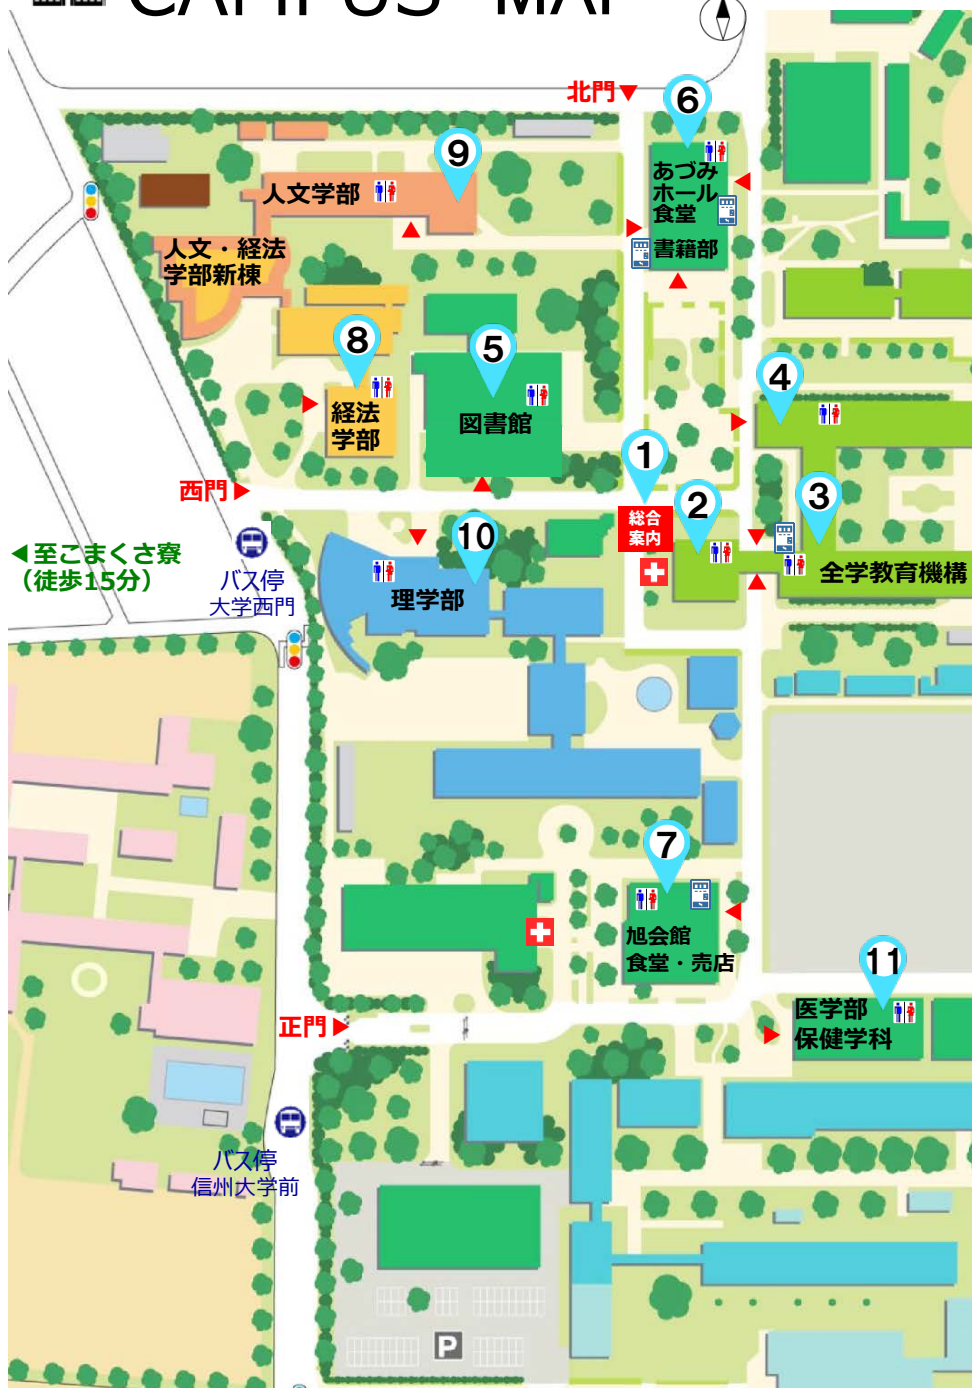 CAMPUS MAP
北門▼
6
9
あづみ
ホール
食堂
書籍部
人文学部
人文・経法
学部新棟
8
5
4
経法
学部
図書館
1
2
3
西門▶
総合
案内
10
◀至こまくさ寮
(徒歩15分)
バス停
大学西門
理学部
全学教育機構
7
旭会館
食堂・売店
11
医学部
保健学科
正門▶
バス停
信州大学前
P